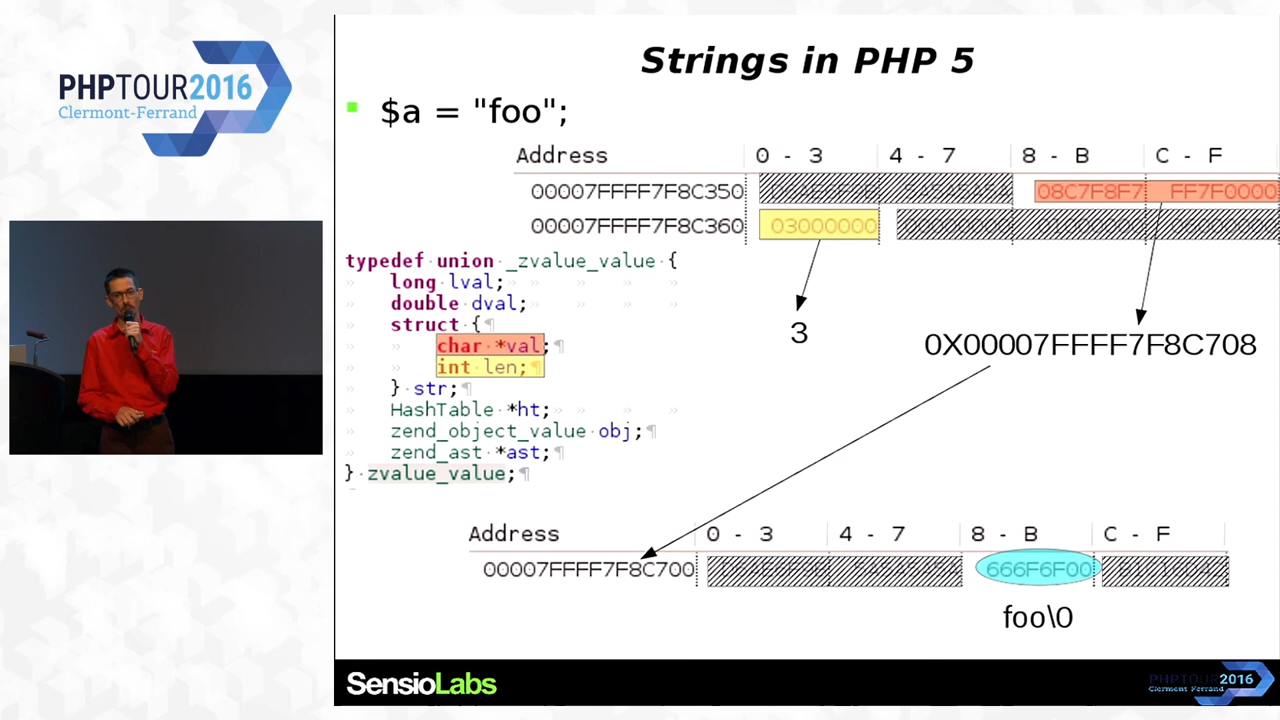 PHPTOUR2016
Clermont-Ferrand
Strings in PHP 5
$a = "foo";
Address 0 - 3 4 - 7 8 - B C - F
00007FFFF7F8C350 08C7F8F7 FF7F0000
00007FFFF7F8C360 03000000
typedef union _zvalue_value {
long lval;
double dval;
struct {
char *val;
int len;
} str;
HashTable *ht;
zend_object_value obj;
zend_ast *ast;
} zvalue_value;
3
0X00007FFFF7F8C708
Address 0 - 3 4 - 7 8 - B C - F
00007FFFF7F8C700 666F6F00
foo\0
SensioLabs
PHPTOUR2016
Clermont Ferrand